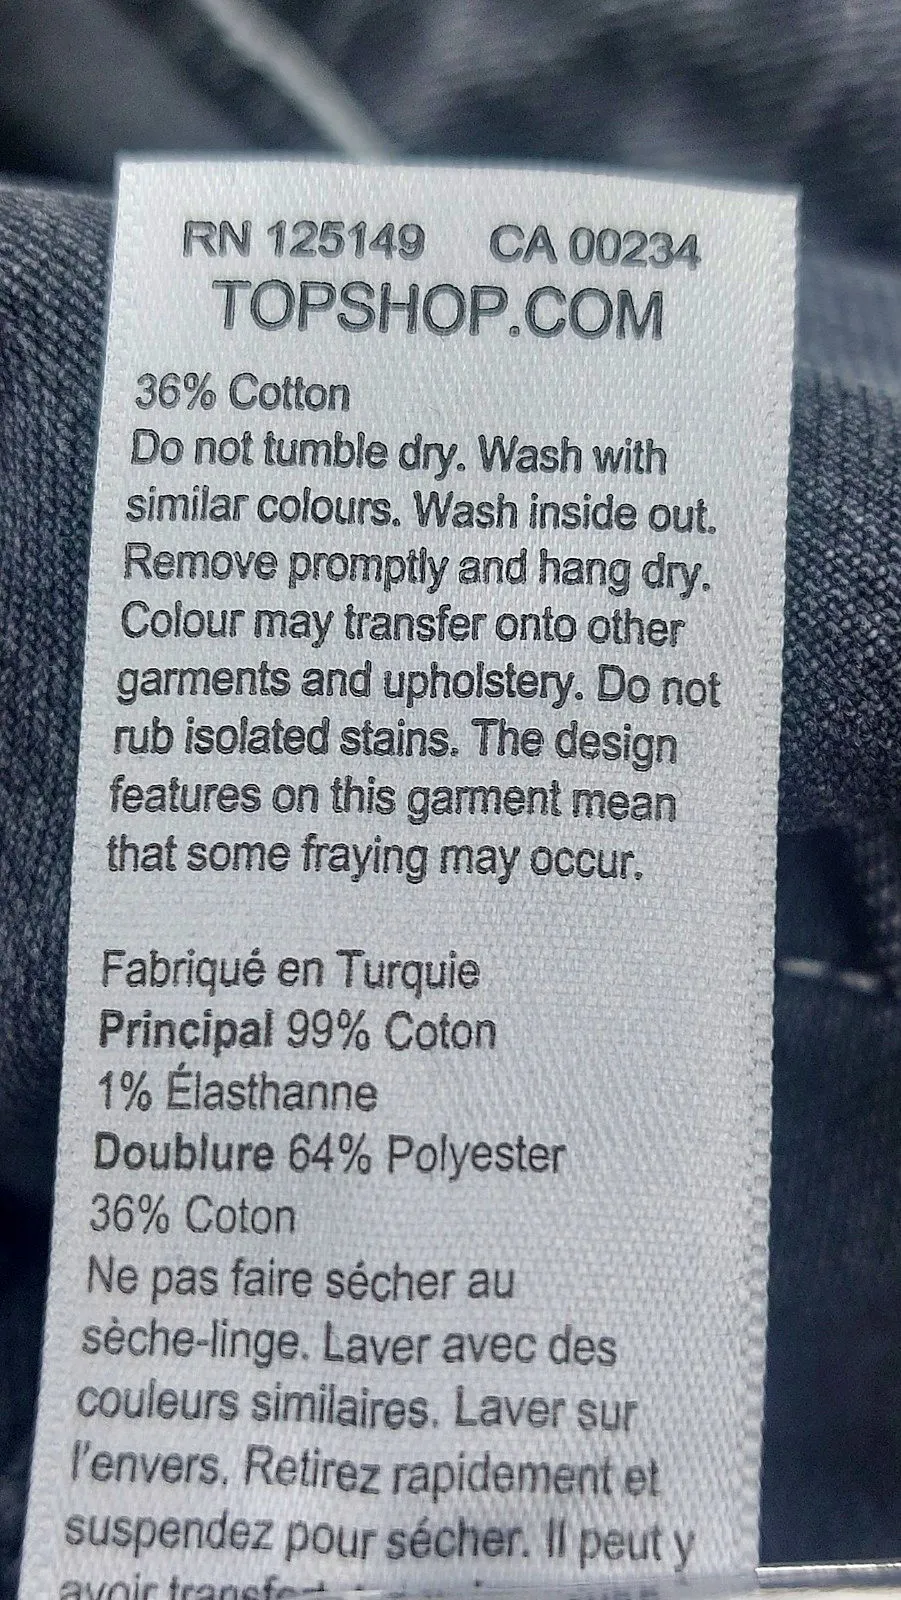 RN 125149 CA 00234
TOPSHOP.COM
36% Cotton
Do not tumble dry. Wash with
similar colours. Wash inside out.
Remove promptly and hang dry.
Colour may transfer onto other
garments and upholstery. Do not
rub isolated stains. The design
features on this garment mean
that some fraying may occur.
Fabriqué en Turquie
Principal 99% Coton
1% Élasthanne
Doublure 64% Polyester
36% Coton
Ne pas faire sécher au
sèche-linge. Laver avec des
couleurs similaires. Laver sur
l'envers. Retirez rapidement et
suspendez pour sécher. Il peut y
avoir